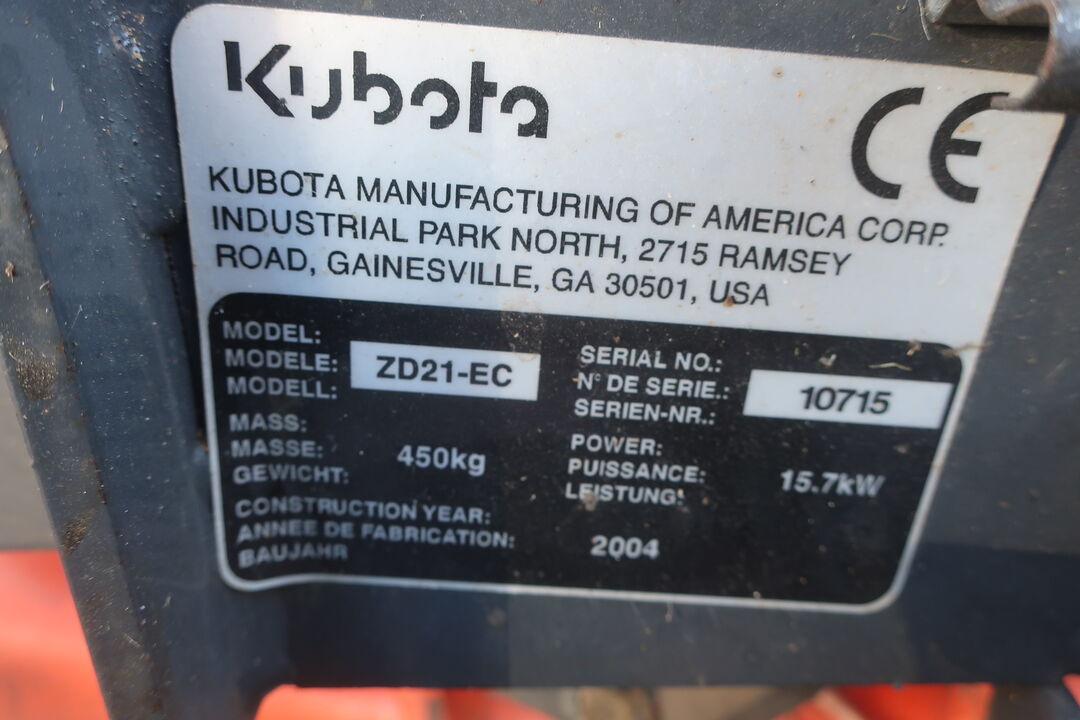 Kubota
CE
KUBOTA MANUFACTURING OF AMERICA CORP.
INDUSTRIAL PARK NORTH, 2715 RAMSEY
ROAD, GAINESVILLE, GA 30501, USA
MODEL:
MODELE:
MODELL:
ZD21-EC
SERIAL NO.:
N° DE SERIE.:
SERIEN-NR.:
10715
MASS:
MASSE:
GEWICHT:
450kg
POWER:
PUISSANCE:
LEISTUNG:
15.7kW
CONSTRUCTION YEAR:
ANNEE DE FABRICATION:
BAUJAHR
2004